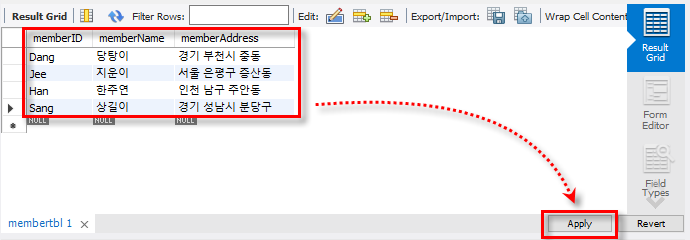 Result Grid Filter Rows: Edit: Export/Import: Wrap Cell Conten
memberID memberName memberAddress
Dang 당탕이 경기 부천시 중동
Jee 지운이 서울 은평구 증산동
Han 한주연 인천 남구 주안동
Sang 상길이 경기 성남시 분당구
NULL NULL NULL
Result
Grid
Form
Editor
Field
Types
membertbl 1 Apply Revert